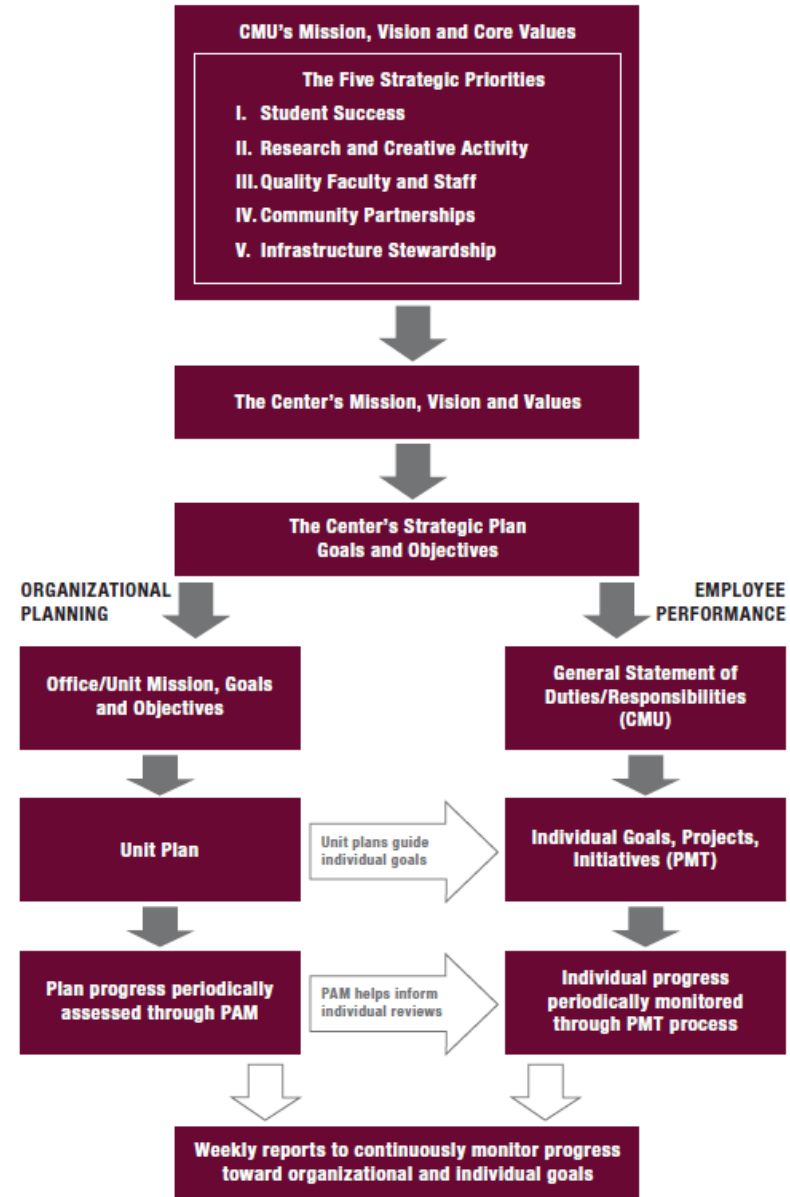 CMU's Mission, Vision and Core Values
The Five Strategic Priorities
I. Student Success
II. Research and Creative Activity
III. Quality Faculty and Staff
IV. Community Partnerships
V. Infrastructure Stewardship
The Center's Mission, Vision and Values
The Center's Strategic Plan
Goals and Objectives
ORGANIZATIONAL
PLANNING
EMPLOYEE
PERFORMANCE
Office/Unit Mission, Goals
and Objectives
General Statement of
Duties/Responsibilities
(CMU)
Unit Plan
Unit plans guide
individual goals
Individual Goals, Projects,
Initiatives (PMT)
Plan progress periodically
assessed through PAM
PAM helps inform
individual reviews
Individual progress
periodically monitored
through PMT process
Weekly reports to continuously monitor progress
toward organizational and individual goals